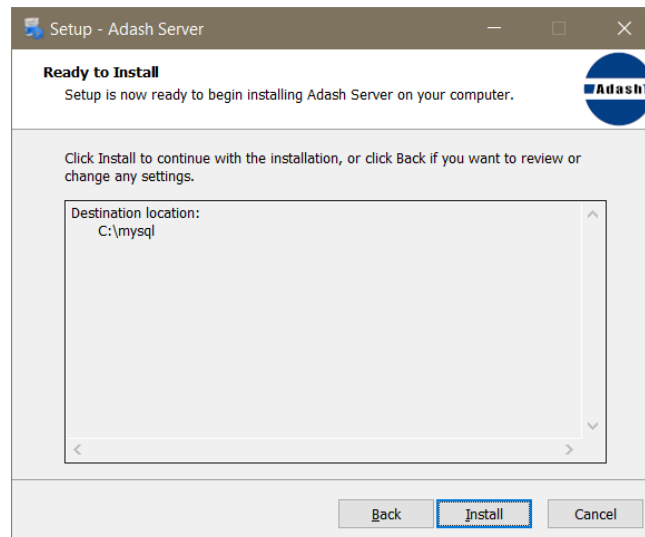 Setup - Adash Server
Ready to Install
Setup is now ready to begin installing Adash Server on your computer.
Adash
Click Install to continue with the installation, or click Back if you want to review or
change any settings.
Destination location:
C:\mysql
Back
Install
Cancel